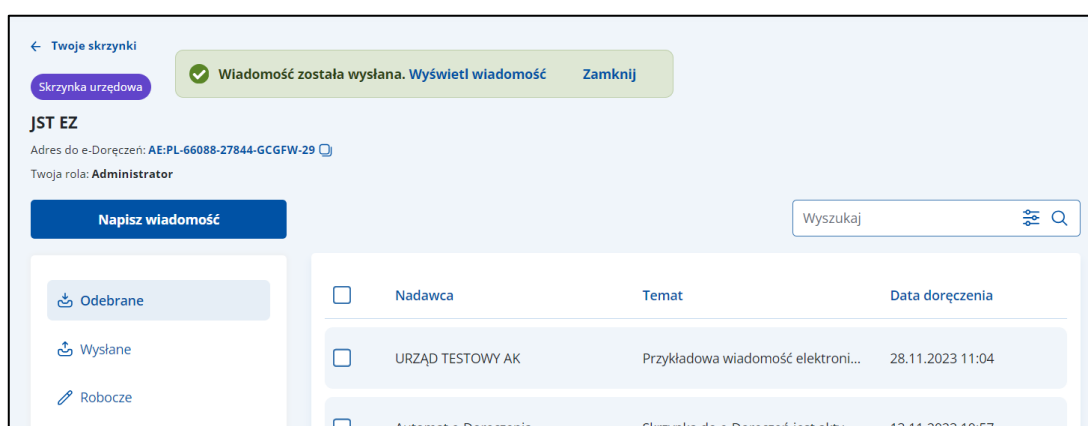 Twoje skrzynki
Wiadomość została wysłana. Wyświetl wiadomość Zamknij
Skrzynka urzędowa
JST EZ
Adres do e-Doręczeń: AE:PL-66088-27844-GCGFW-29
Twoja rola: Administrator
Napisz wiadomość
Wyszukaj
Odebrane
Wysłane
Robocze
Nadawca Temat Data doręczenia
URZĄD TESTOWY AK Przykładowa wiadomość elektroni... 28.11.2023 11:04